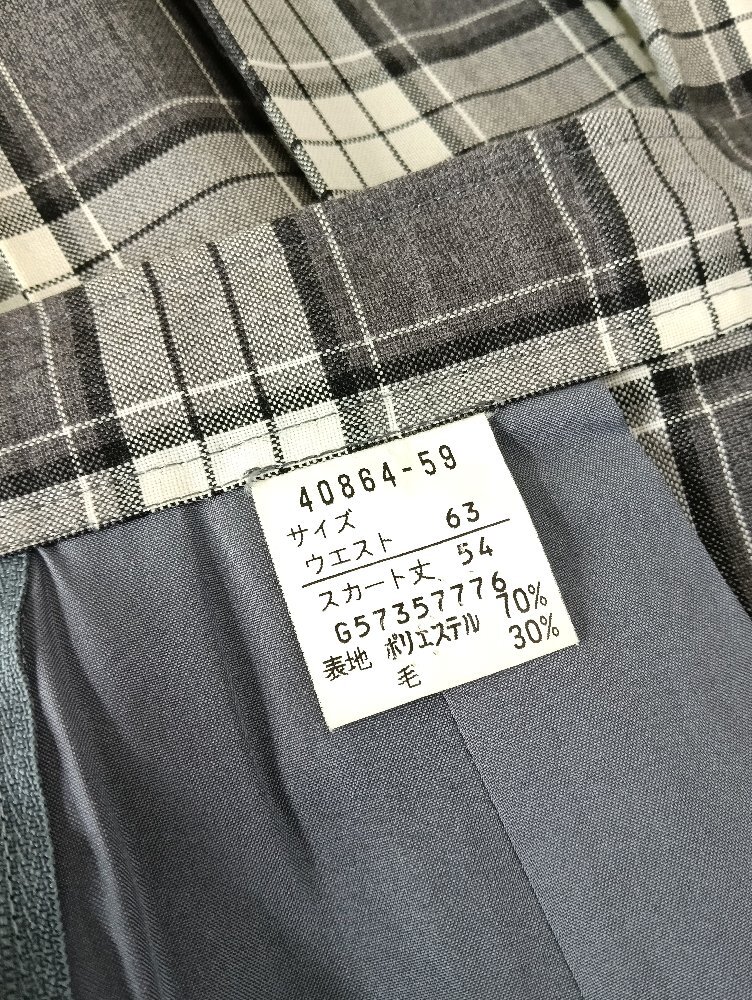 40864-59
サイズ
ウエスト 63
スカート丈 54
G57357776
表地 ポリエステル 70%
毛 30%